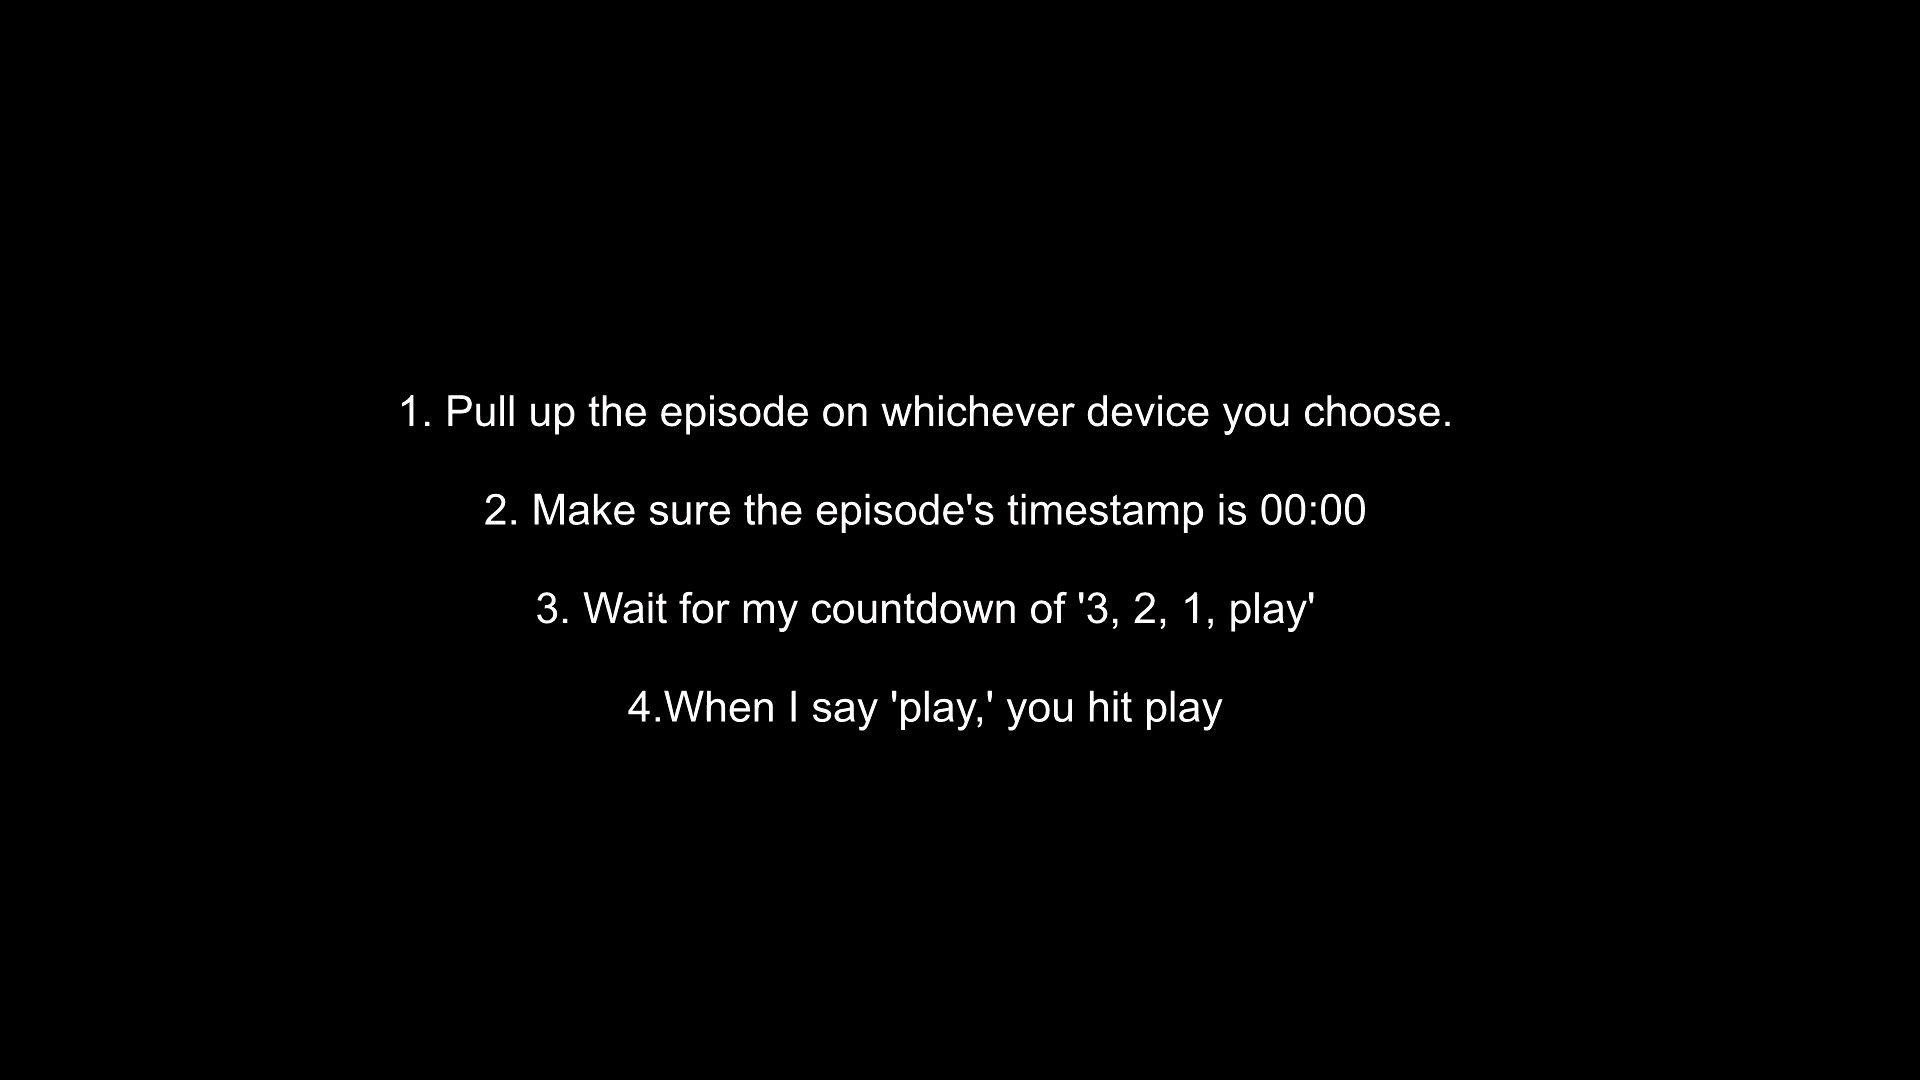 1. Pull up the episode on whichever device you choose.
2. Make sure the episode's timestamp is 00:00
3. Wait for my countdown of '3, 2, 1, play'
4.When I say 'play,' you hit play